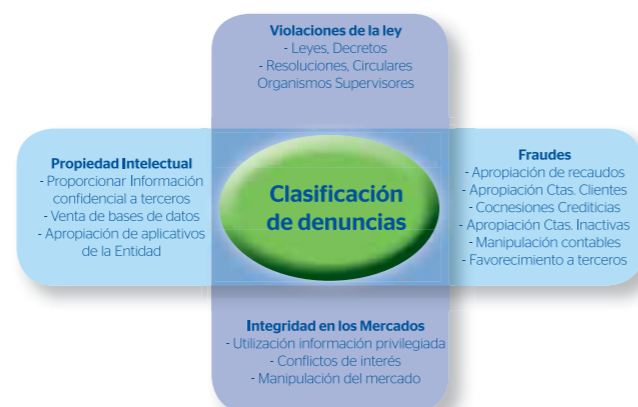 Violaciones de la ley
- Leyes, Decretos
- Resoluciones, Circulares
Organismos Supervisores
Propiedad Intelectual
- Proporcionar Información
confidencial a terceros
- Venta de bases de datos
- Apropiación de aplicativos
de la Entidad
Clasificación
de denuncias
Fraudes
- Apropiación de recaudos
- Apropiación Ctas. Clientes
- Cocnesiones Crediticias
- Apropiación Ctas. Inactivas
- Manipulación contables
- Favorecimiento a terceros
Integridad en los Mercados
- Utilización información privilegiada
- Conflictos de interés
- Manipulación del mercado